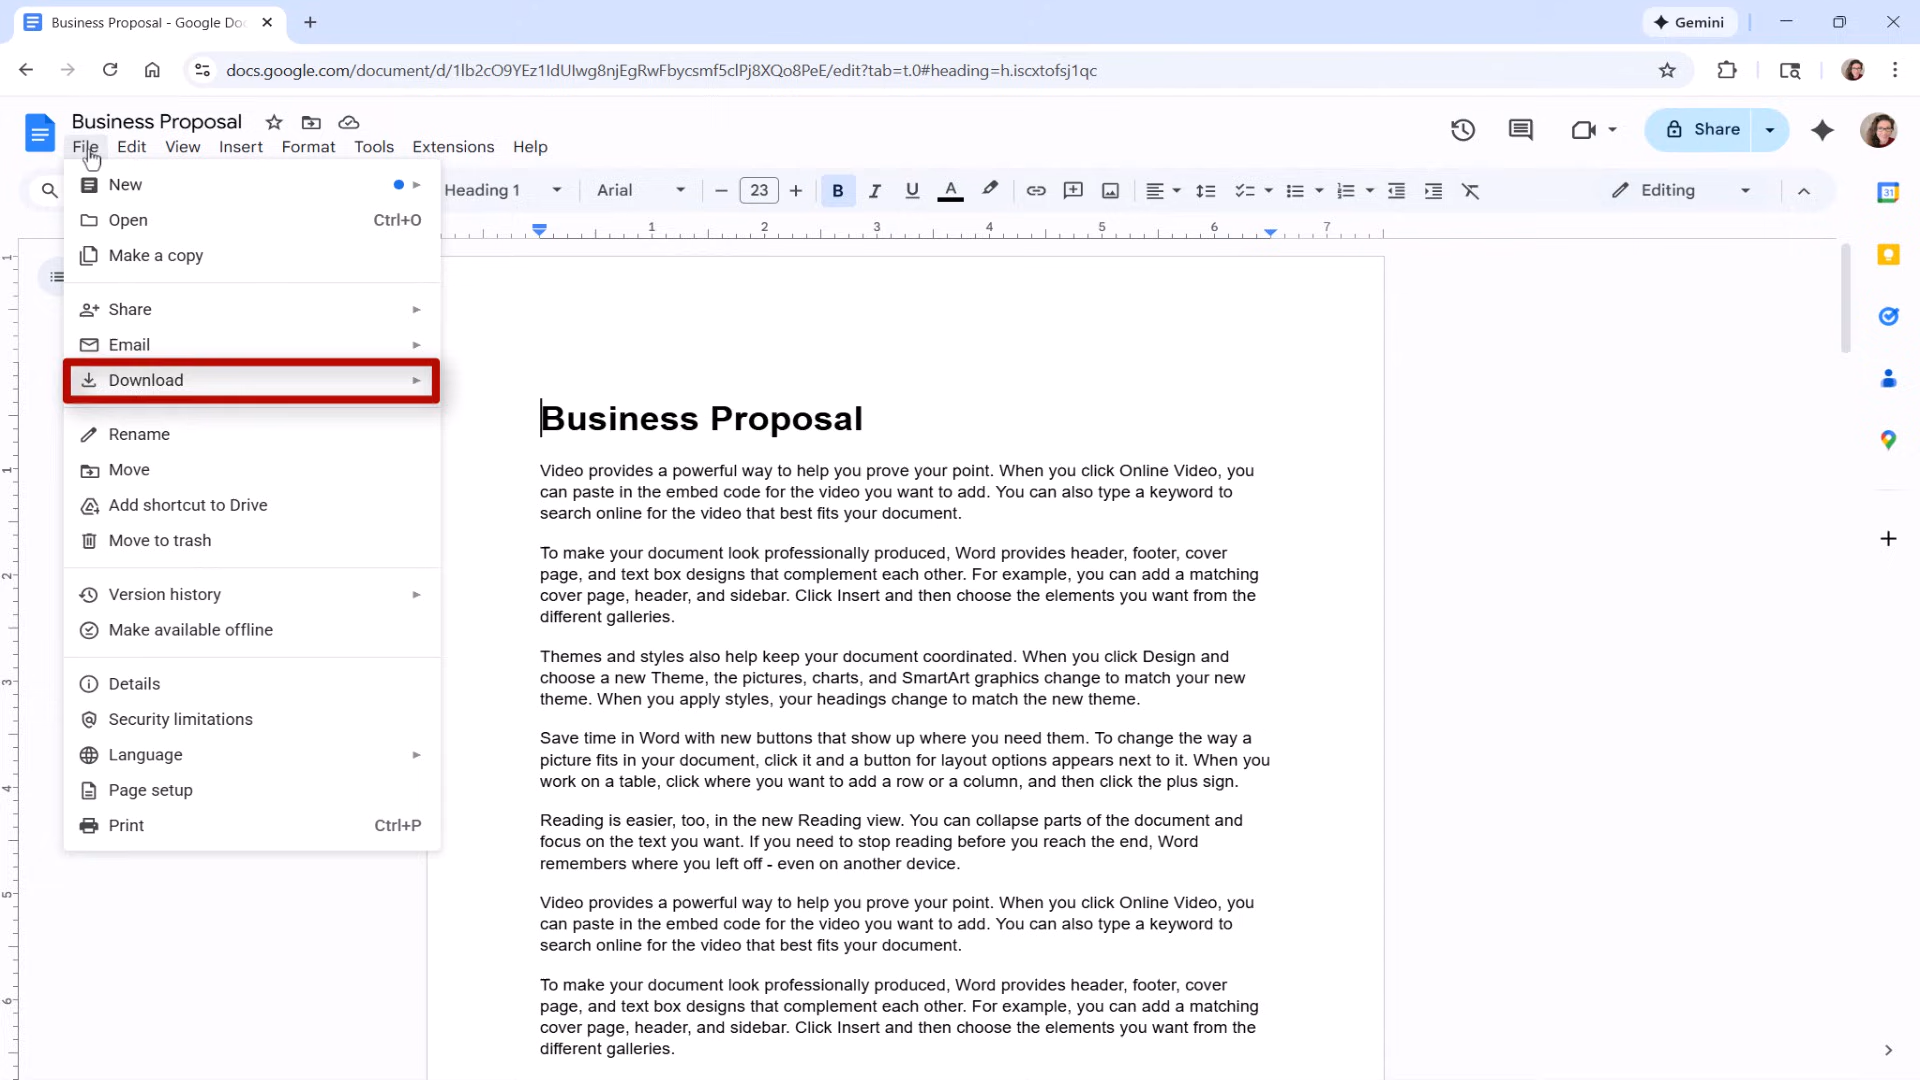 Business Proposal - Google Do
Gemini
docs.google.com/document/d/1lb2cO9YEz1IdUIwg8njEgRwFbycsmf5clPj8XQo8PeE/edit?tab=t.0#heading=h.iscxtofsj1qc
Business Proposal
Share
File Edit View Insert Format Tools Extensions Help
Heading 1 Arial 23 B I U A Editing
1 2 3 4 5 6 7
New
Open Ctrl+O
Make a copy
Share
Email
Download
Rename
Move
Add shortcut to Drive
Move to trash
Version history
Make available offline
Details
Security limitations
Language
Page setup
Print Ctrl+P
1
1
2
3
4
5
6
Business Proposal
Video provides a powerful way to help you prove your point. When you click Online Video, you
can paste in the embed code for the video you want to add. You can also type a keyword to
search online for the video that best fits your document.
To make your document look professionally produced, Word provides header, footer, cover
page, and text box designs that complement each other. For example, you can add a matching
cover page, header, and sidebar. Click Insert and then choose the elements you want from the
different galleries.
Themes and styles also help keep your document coordinated. When you click Design and
choose a new Theme, the pictures, charts, and SmartArt graphics change to match your new
theme. When you apply styles, your headings change to match the new theme.
Save time in Word with new buttons that show up where you need them. To change the way a
picture fits in your document, click it and a button for layout options appears next to it. When you
work on a table, click where you want to add a row or a column, and then click the plus sign.
Reading is easier, too, in the new Reading view. You can collapse parts of the document and
focus on the text you want. If you need to stop reading before you reach the end, Word
remembers where you left off - even on another device.
Video provides a powerful way to help you prove your point. When you click Online Video, you
can paste in the embed code for the video you want to add. You can also type a keyword to
search online for the video that best fits your document.
To make your document look professionally produced, Word provides header, footer, cover
page, and text box designs that complement each other. For example, you can add a matching
cover page, header, and sidebar. Click Insert and then choose the elements you want from the
different galleries.
31